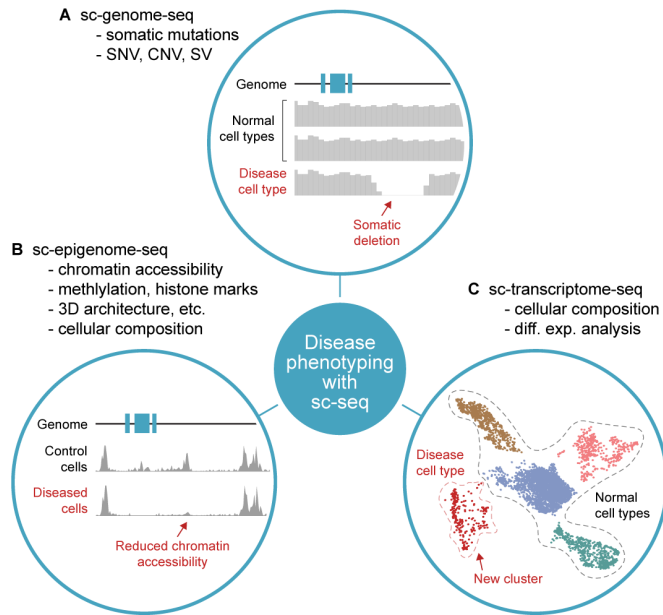 A sc-genome-seq
- somatic mutations
- SNV, CNV, SV
Genome
Normal
cell types
Disease
cell type
Somatic
deletion
B sc-epigenome-seq
- chromatin accessibility
- methlylation, histone marks
- 3D architecture, etc.
- cellular composition
Genome
Control
cells
Diseased
cells
Reduced chromatin
accessibility
Disease
phenotyping
with
sc-seq
C sc-transcriptome-seq
- cellular composition
- diff. exp. analysis
Disease
cell type
Normal
cell types
New cluster